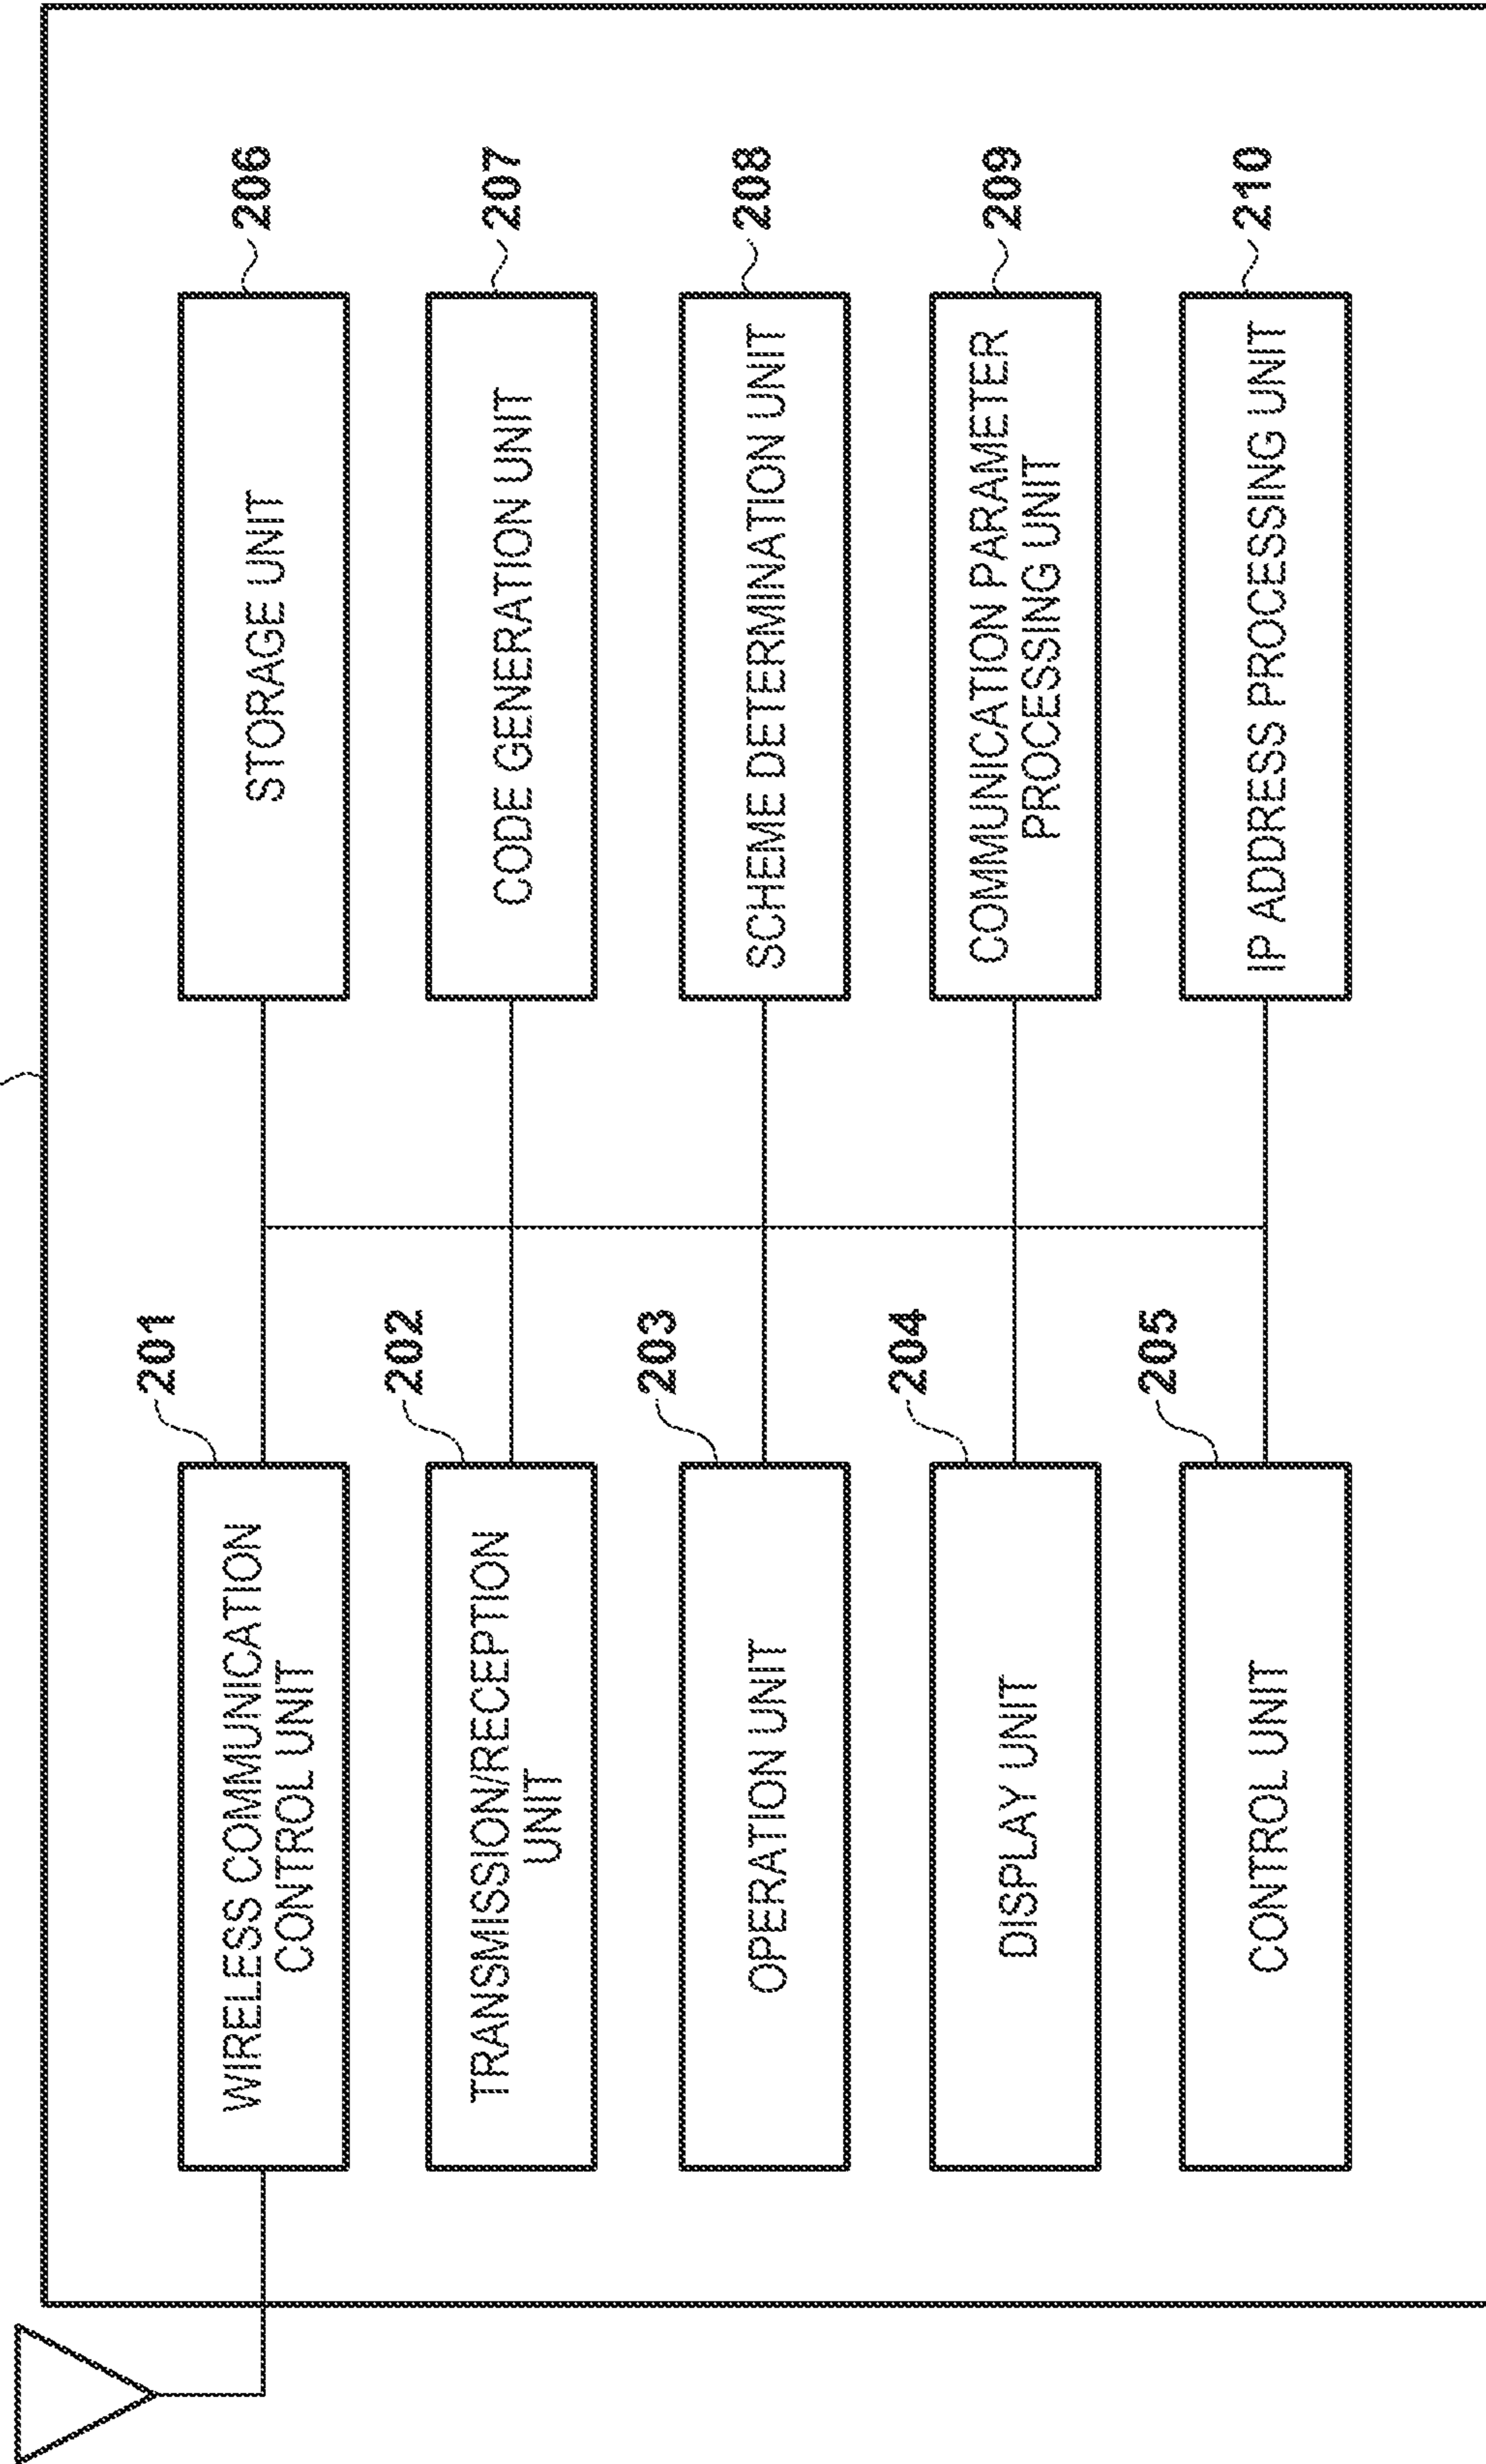 201
WIRELESS COMMUNICATION
CONTROL UNIT
202
TRANSMISSION/RECEPTION
UNIT
203
OPERATION UNIT
204
DISPLAY UNIT
205
CONTROL UNIT
206
STORAGE UNIT
207
CODE GENERATION UNIT
208
SCHEME DETERMINATION UNIT
209
COMMUNICATION PARAMETER
PROCESSING UNIT
210
IP ADDRESS PROCESSING UNIT